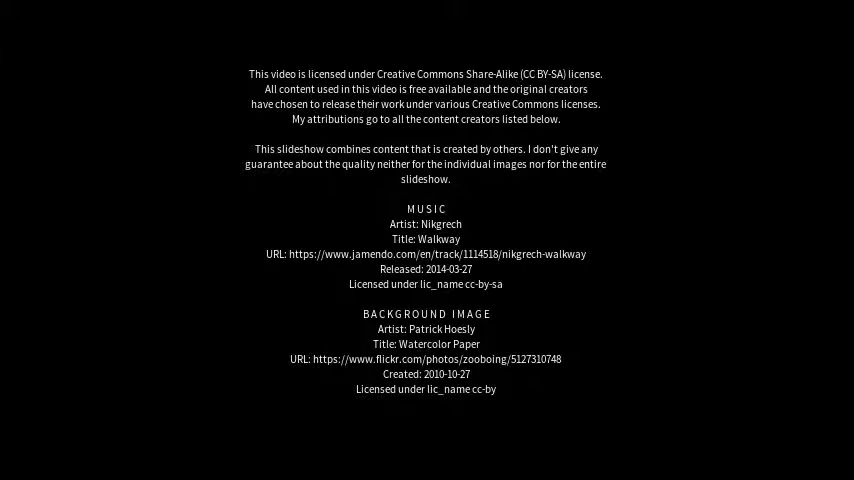 This video is licensed under Creative Commons Share-Alike (CC BY-SA) license.
All content used in this video is free available and the original creators
have chosen to release their work under various Creative Commons licenses.
My attributions go to all the content creators listed below.
This slideshow combines content that is created by others. I don't give any
guarantee about the quality neither for the individual images nor for the entire
slideshow.
MUSIC
Artist: Nikgrech
Title: Walkway
URL: https://www.jamendo.com/en/track/1114518/nikgrech-walkway
Released: 2014-03-27
Licensed under lic_name cc-by-sa
BACKGROUND IMAGE
Artist: Patrick Hoesly
Title: Watercolor Paper
URL: https://www.flickr.com/photos/zooboing/5127310748
Created: 2010-10-27
Licensed under lic_name cc-by